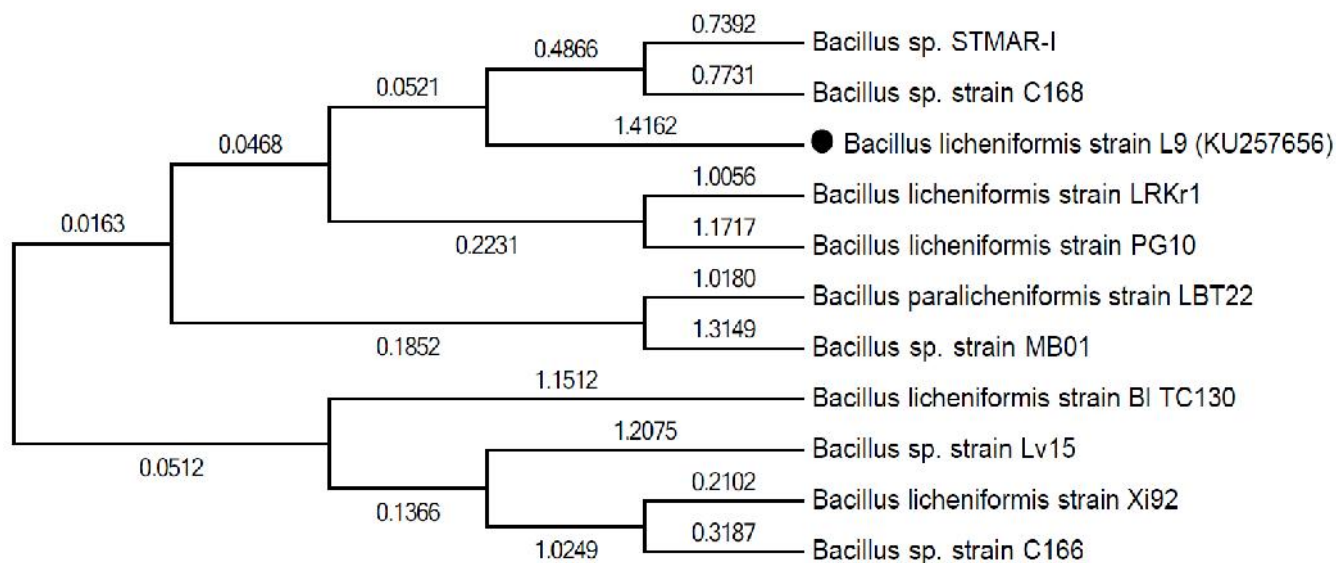 0.7392
Bacillus sp. STMAR-I
0.4866
0.7731
Bacillus sp. strain C168
0.0521
1.4162
Bacillus licheniformis strain L9 (KU257656)
0.0468
1.0056
Bacillus licheniformis strain LRKr1
0.0163
0.2231
1.1717
Bacillus licheniformis strain PG10
1.0180
Bacillus paralicheniformis strain LBT22
0.1852
1.3149
Bacillus sp. strain MB01
1.1512
Bacillus licheniformis strain BI TC130
1.2075
Bacillus sp. strain Lv15
0.0512
0.2102
Bacillus licheniformis strain Xi92
0.1366
0.3187
Bacillus sp. strain C166
1.0249